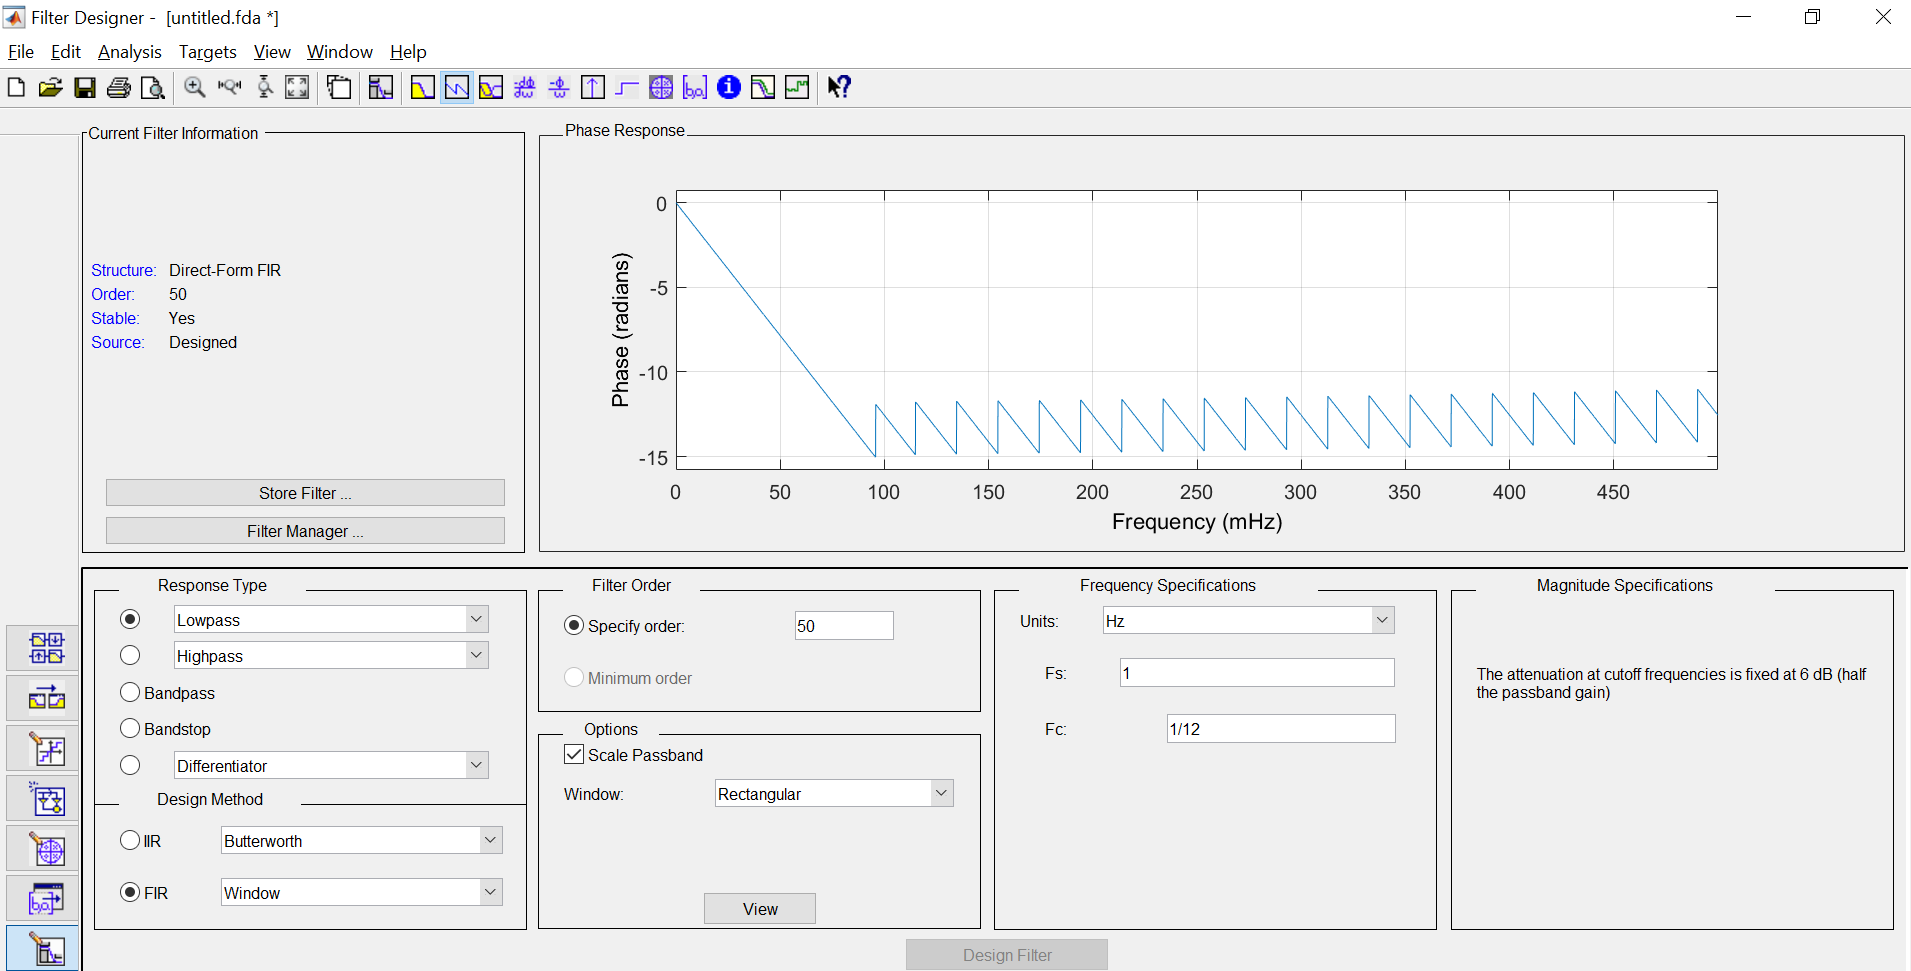 Filter Designer - [untitled.fda *]
File Edit Analysis Targets View Window Help
Current Filter Information
Structure: Direct-Form FIR
Order: 50
Stable: Yes
Source: Designed
Store Filter ...
Filter Manager ...
Phase Response
Phase (radians)
0
-5
-10
-15
0 50 100 150 200 250 300 350 400 450
Frequency (mHz)
Response Type
Lowpass
Highpass
Bandpass
Bandstop
Differentiator
Design Method
IIR Butterworth
FIR Window
Filter Order
Specify order: 50
Minimum order
Options
Scale Passband
Window: Rectangular
View
Frequency Specifications
Units: Hz
Fs: 1
Fc: 1/12
Magnitude Specifications
The attenuation at cutoff frequencies is fixed at 6 dB (half
the passband gain)
Design Filter